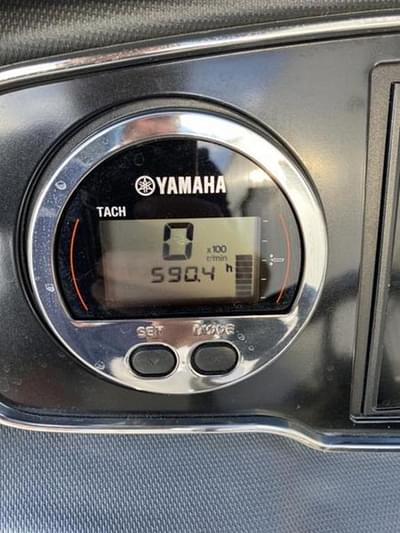 YAMAHA
TACH
0 x100
r/min
590.4 h
SET MODE